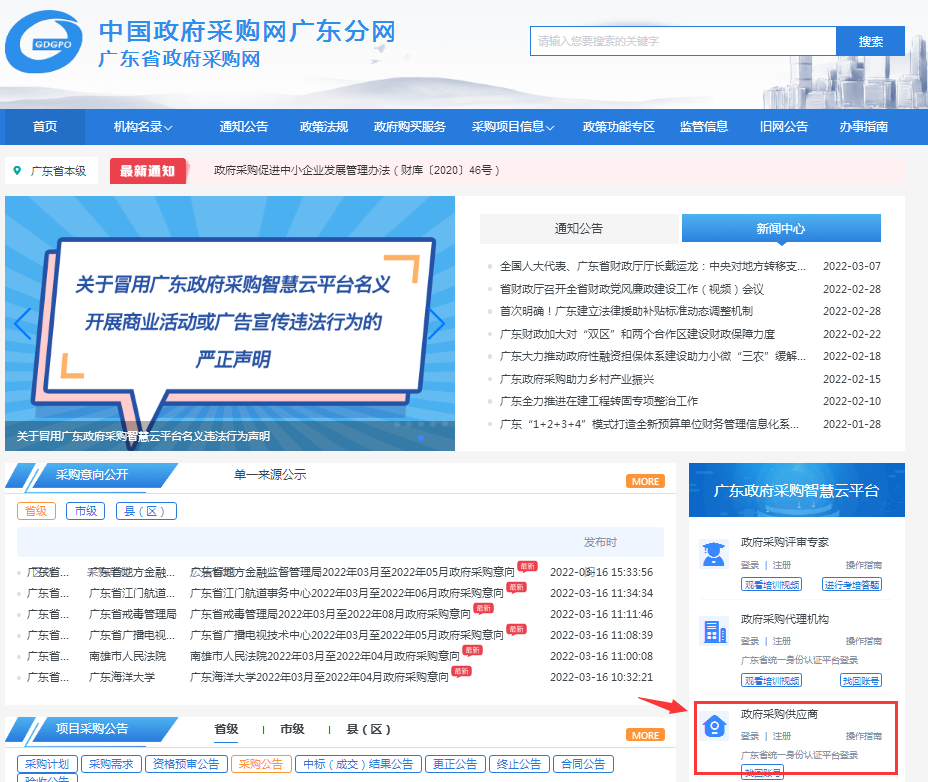 GDGPO
中国政府采购网广东分网
广东省政府采购网
请输入您要搜索的关键字
搜索
首页 机构名录 通知公告 政策法规 政府购买服务 采购项目信息 政策功能专区 监管信息 旧网公告 办事指南
广东省本级 最新通知 政府采购促进中小企业发展管理办法（财库〔2020〕46号）
关于冒用广东政府采购智慧云平台名义
开展商业活动或广告宣传违法行为的
严正声明
关于冒用广东政府采购智慧云平台名义违法行为声明
通知公告 新闻中心
全国人大代表、广东省财政厅厅长戴运龙：中央对地方转移支... 2022-03-07
省财政厅召开全省财政党风廉政建设工作（视频）会议 2022-02-28
首次明确！广东建立法律援助补贴标准动态调整机制 2022-02-28
广东财政加大对“双区”和两个合作区建设财政保障力度 2022-02-22
广东大力推动政府性融资担保体系建设助力小微“三农”缓解... 2022-02-18
广东政府采购助力乡村产业振兴 2022-02-15
广东全力推进在建工程转固专项整治工作 2022-02-10
广东“1+2+3+4”模式打造全新预算单位财务管理信息化系... 2022-01-28
采购意向公开 单一来源公示 MORE
省级 市级 县（区）
发布时
广东省... 广东省地方金融... 广东省地方金融监督管理局2022年03月至2022年05月政府采购意向 最新 2022-03-16 15:33:56
广东省... 广东省江门航道... 广东省江门航道事务中心2022年03月至2022年06月政府采购意向 最新 2022-03-16 11:34:34
广东省... 广东省戒毒管理局 广东省戒毒管理局2022年03月至2022年08月政府采购意向 最新 2022-03-16 11:11:46
广东省... 广东省广播电视... 广东省广播电视技术中心2022年03月至2022年05月政府采购意向 最新 2022-03-16 11:08:39
广东省... 南雄市人民法院 南雄市人民法院2022年03月至2022年04月政府采购意向 最新 2022-03-16 11:00:08
广东省... 广东海洋大学 广东海洋大学2022年03月至2022年04月政府采购意向 最新 2022-03-16 10:32:21
项目采购公告 省级 市级 县（区） MORE
采购计划 采购需求 资格预审公告 采购公告 中标（成交）结果公告 更正公告 终止公告 合同公告
验收公告
广东政府采购智慧云平台
政府采购评审专家
登录 | 注册 操作指南
观看培训视频 进行考培答题
政府采购代理机构
登录 | 注册 操作指南
广东省统一身份认证平台登录
观看培训视频 找回账号
政府采购供应商
登录 | 注册 操作指南
广东省统一身份认证平台登录
找回账号